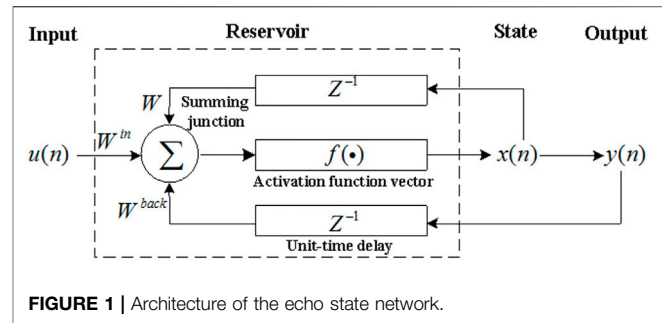 Input Reservoir State Output
Z⁻¹
W
Summing
junction
u(n) W^in ∑ f(•) x(n) y(n)
Activation function vector
W^back
Z⁻¹
Unit-time delay
FIGURE 1 | Architecture of the echo state network.